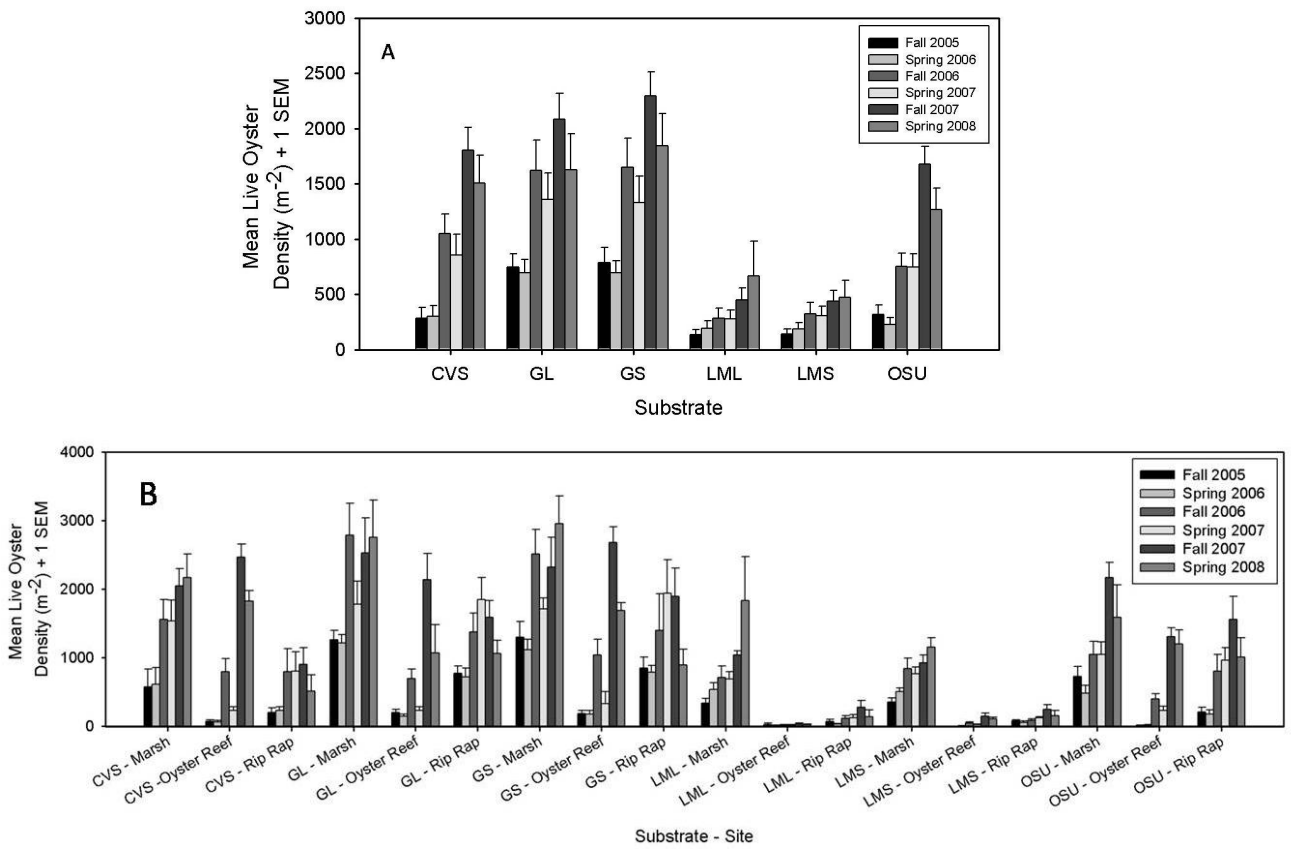 3000
2500
2000
1500
1000
500
0
Mean Live Oyster
Density (m⁻²) + 1 SEM
A
Fall 2005
Spring 2006
Fall 2006
Spring 2007
Fall 2007
Spring 2008
CVS GL GS LML LMS OSU
Substrate
4000
3000
2000
1000
0
Mean Live Oyster
Density (m⁻²) + 1 SEM
B
Fall 2005
Spring 2006
Fall 2006
Spring 2007
Fall 2007
Spring 2008
CVS - Marsh
CVS -Oyster Reef
CVS - Rip Rap
GL - Marsh
GL - Oyster Reef
GL - Rip Rap
GS - Marsh
GS - Oyster Reef
GS - Rip Rap
LML - Marsh
LML - Oyster Reef
LML - Rip Rap
LMS - Marsh
LMS - Oyster Reef
LMS - Rip Rap
OSU - Marsh
OSU - Oyster Reef
OSU - Rip Rap
Substrate - Site